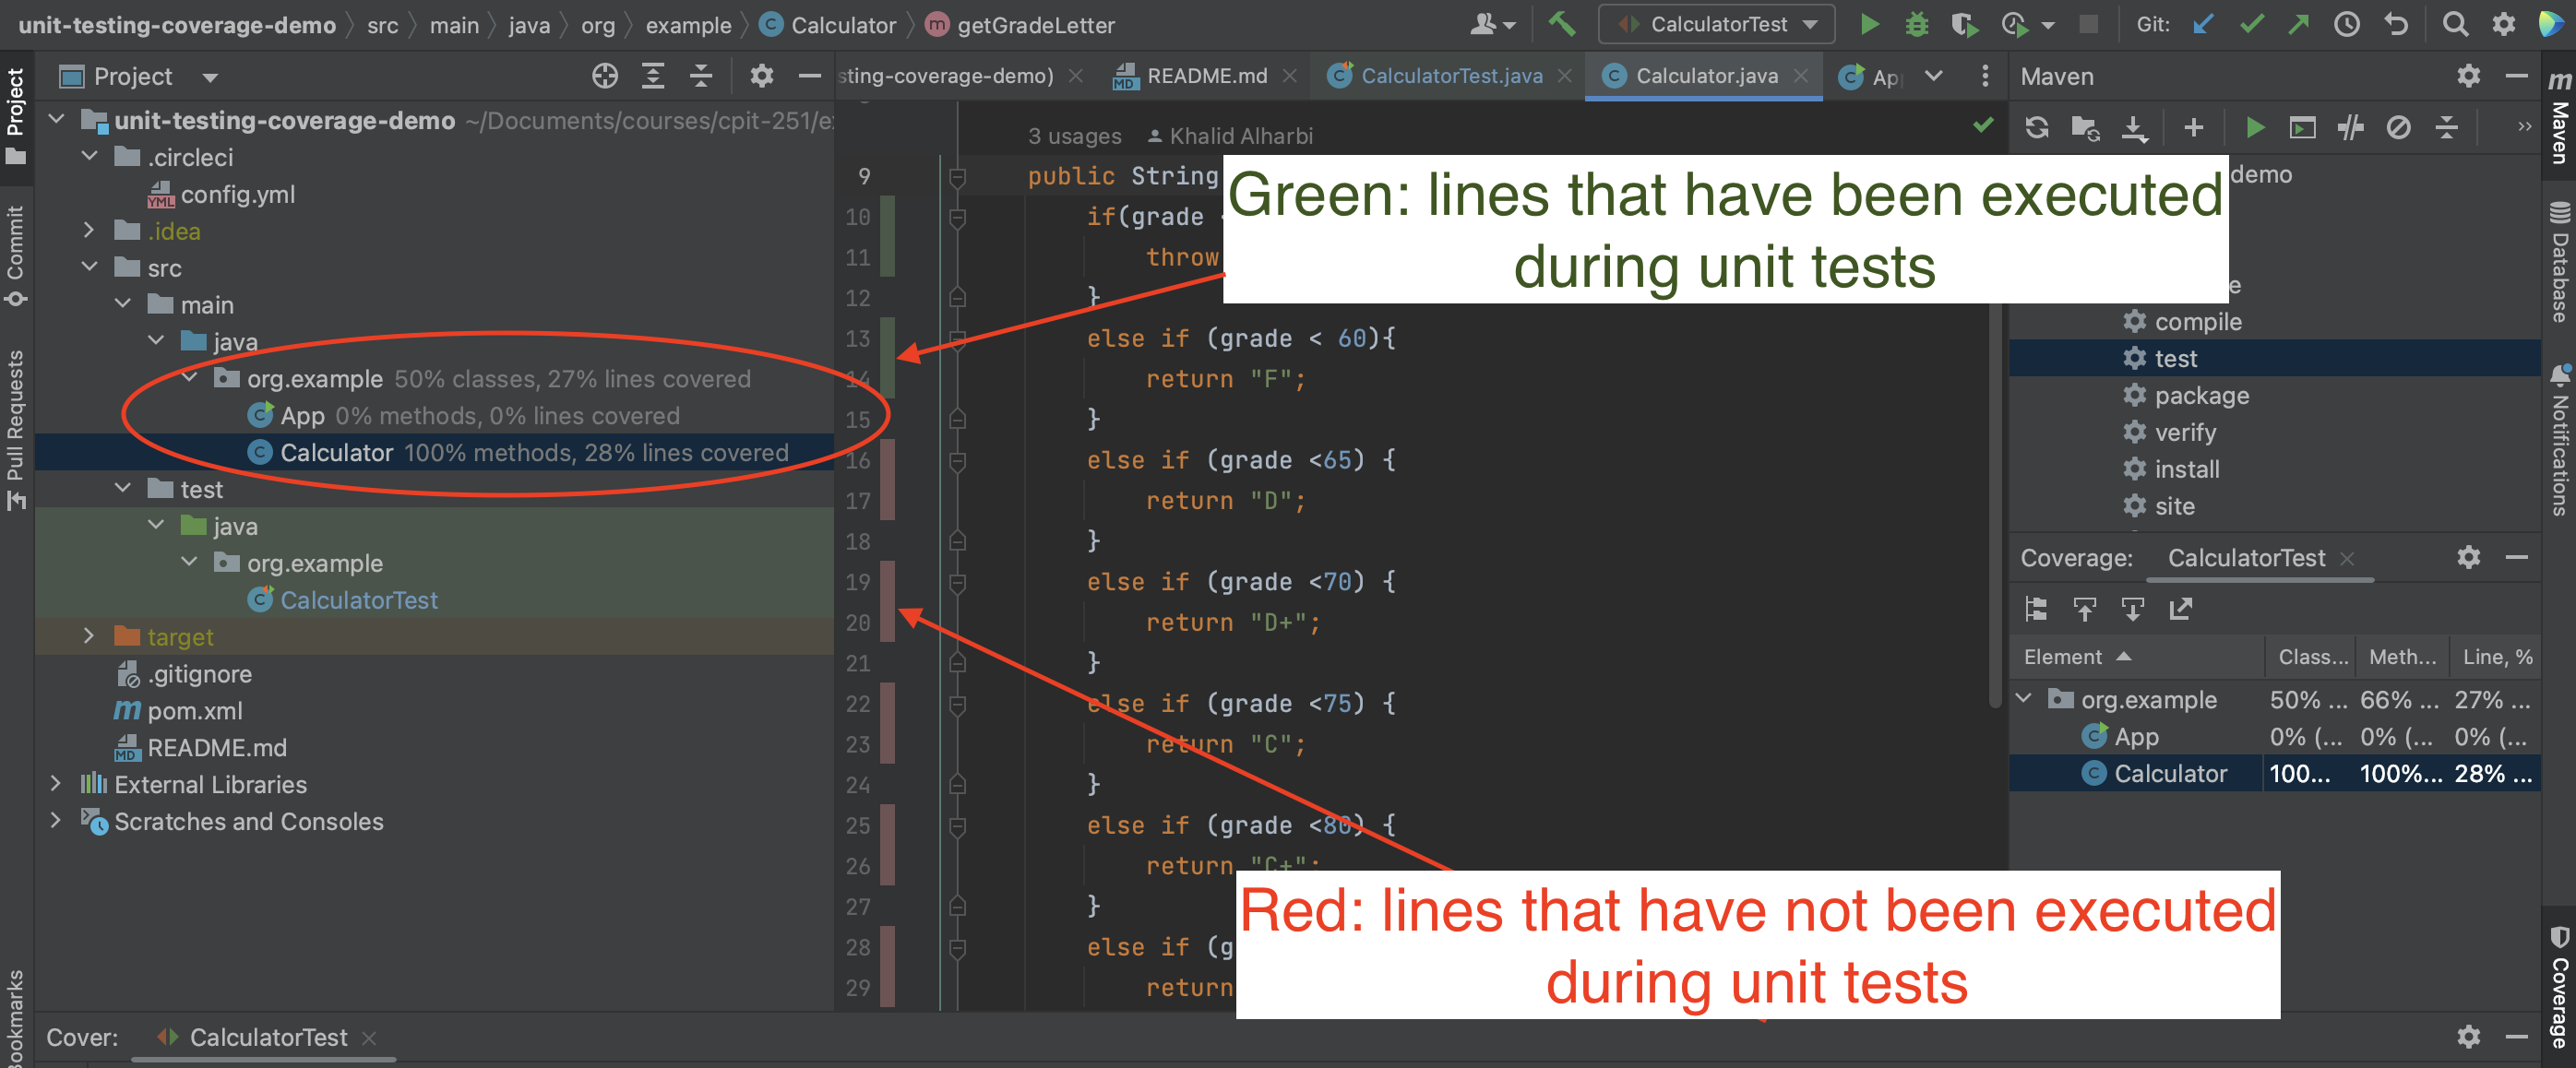 unit-testing-coverage-demo src main java org example Calculator getGradeLetter CalculatorTest Git:
Project
sting-coverage-demo) README.md CalculatorTest.java Calculator.java Ap
Maven
unit-testing-coverage-demo ~/Documents/courses/cpit-251/e
.circleci
config.yml
.idea
src
main
java
org.example 50% classes, 27% lines covered
App 0% methods, 0% lines covered
Calculator 100% methods, 28% lines covered
test
java
org.example
CalculatorTest
target
.gitignore
pom.xml
README.md
External Libraries
Scratches and Consoles
Project
Commit
Pull Requests
Bookmarks
3 usages Khalid Alharbi
9 public String
10 if(grade
11 throw
12 }
13 else if (grade < 60){
14 return "F";
15 }
16 else if (grade <65) {
17 return "D";
18 }
19 else if (grade <70) {
20 return "D+";
21 }
22 else if (grade <75) {
23 return "C";
24 }
25 else if (grade <80) {
26 return "C+";
27 }
28 else if (g
29 return
Green: lines that have been executed
during unit tests
Red: lines that have not been executed
during unit tests
demo
e
compile
test
package
verify
install
site
Coverage: CalculatorTest
Element Class... Meth... Line, %
org.example 50% ... 66% ... 27% ...
App 0% (... 0% (... 0% (...
Calculator 100... 100%... 28% ...
Maven
Database
Notifications
Coverage
Cover: CalculatorTest